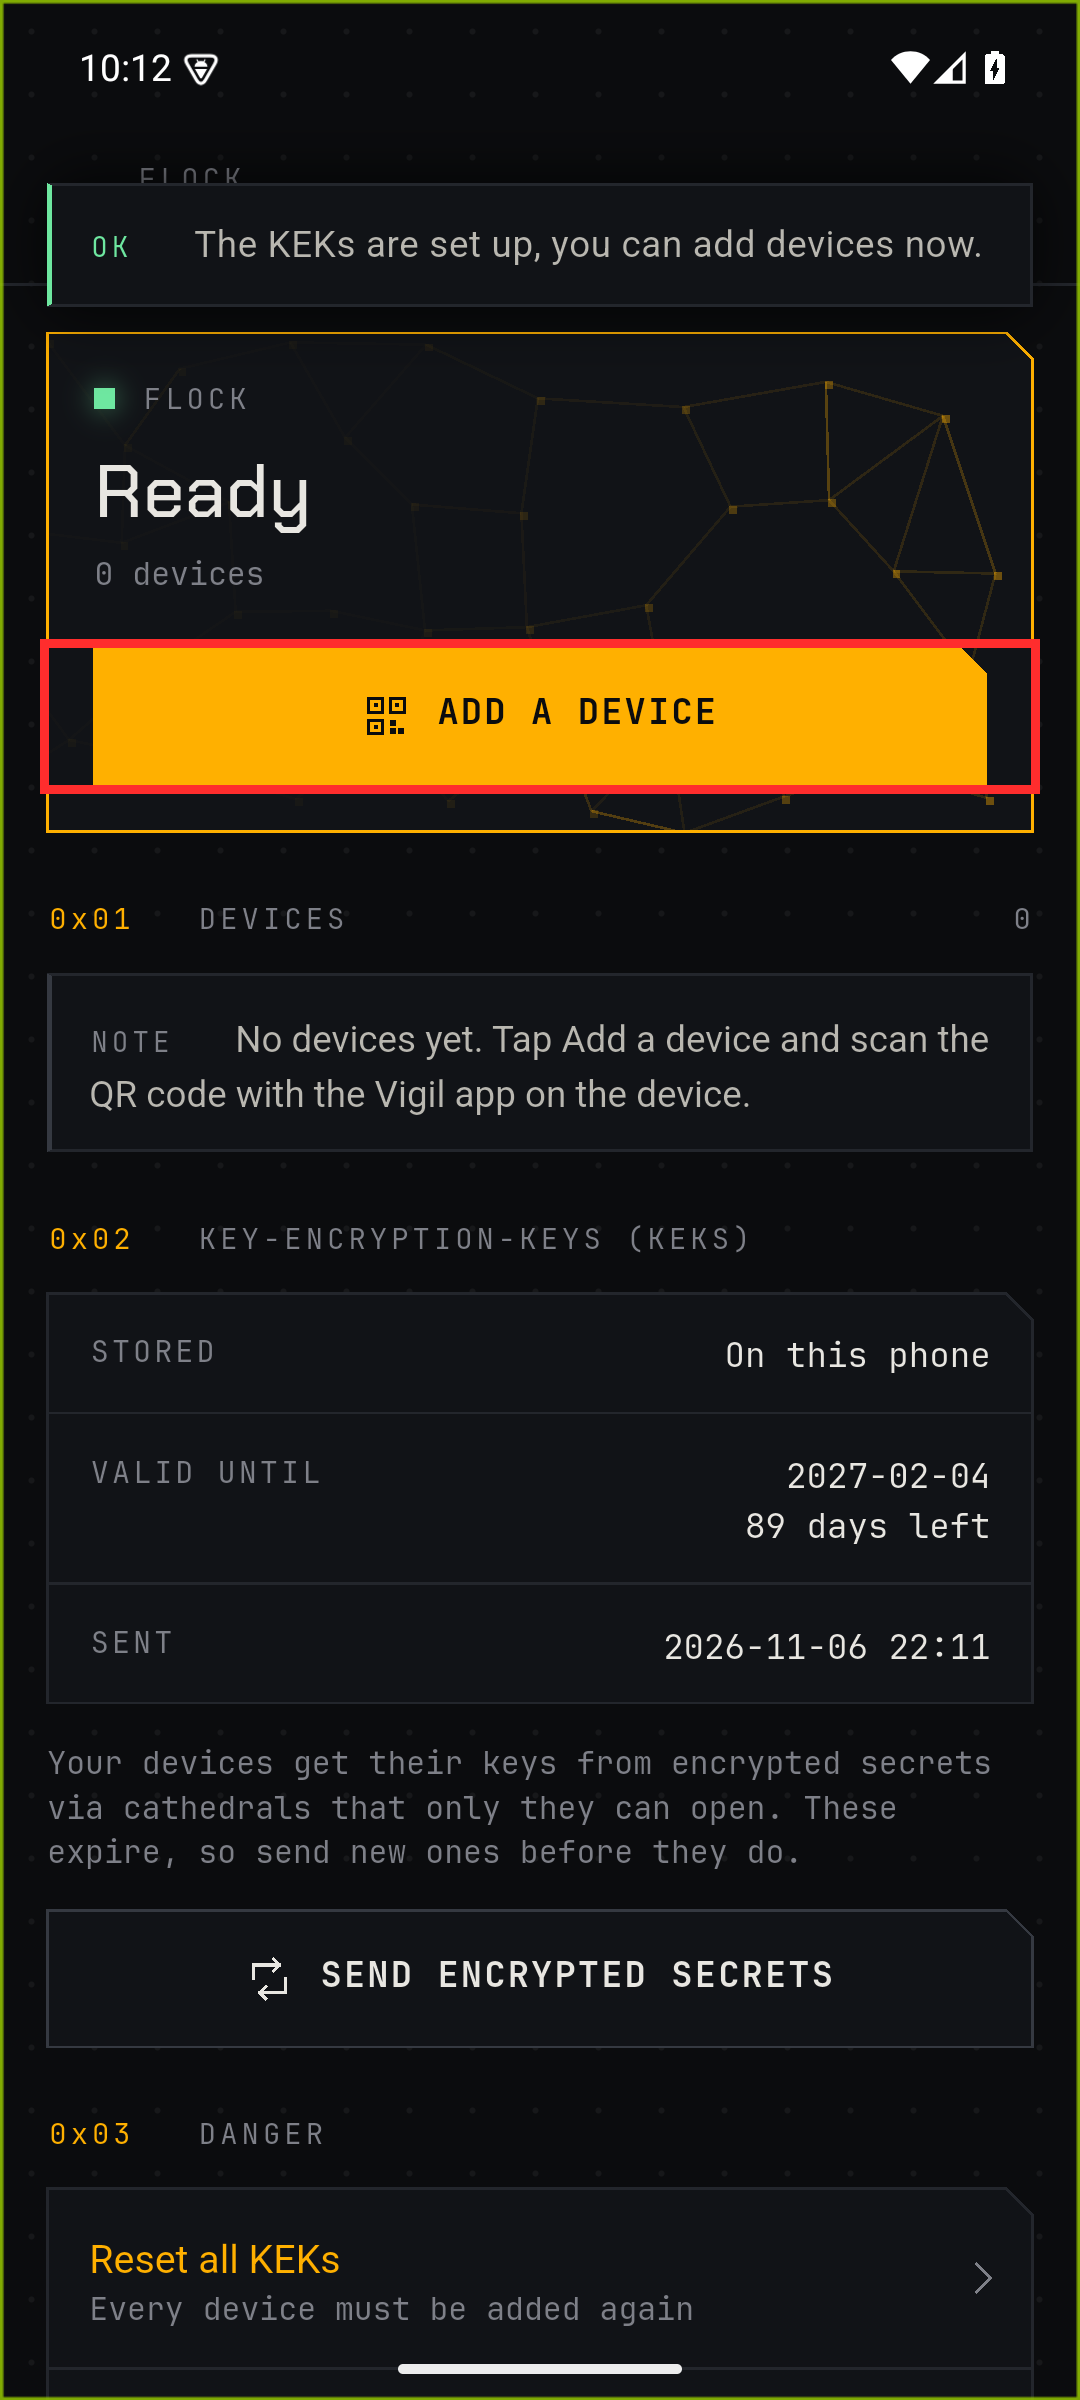 10:12
FLOCK
OK The KEKs are set up, you can add devices now.
FLOCK
Ready
0 devices
ADD A DEVICE
0x01 DEVICES 0
NOTE No devices yet. Tap Add a device and scan the
QR code with the Vigil app on the device.
0x02 KEY-ENCRYPTION-KEYS (KEKS)
STORED On this phone
VALID UNTIL 2027-02-04
89 days left
SENT 2026-11-06 22:11
Your devices get their keys from encrypted secrets
via cathedrals that only they can open. These
expire, so send new ones before they do.
SEND ENCRYPTED SECRETS
0x03 DANGER
Reset all KEKs
Every device must be added again